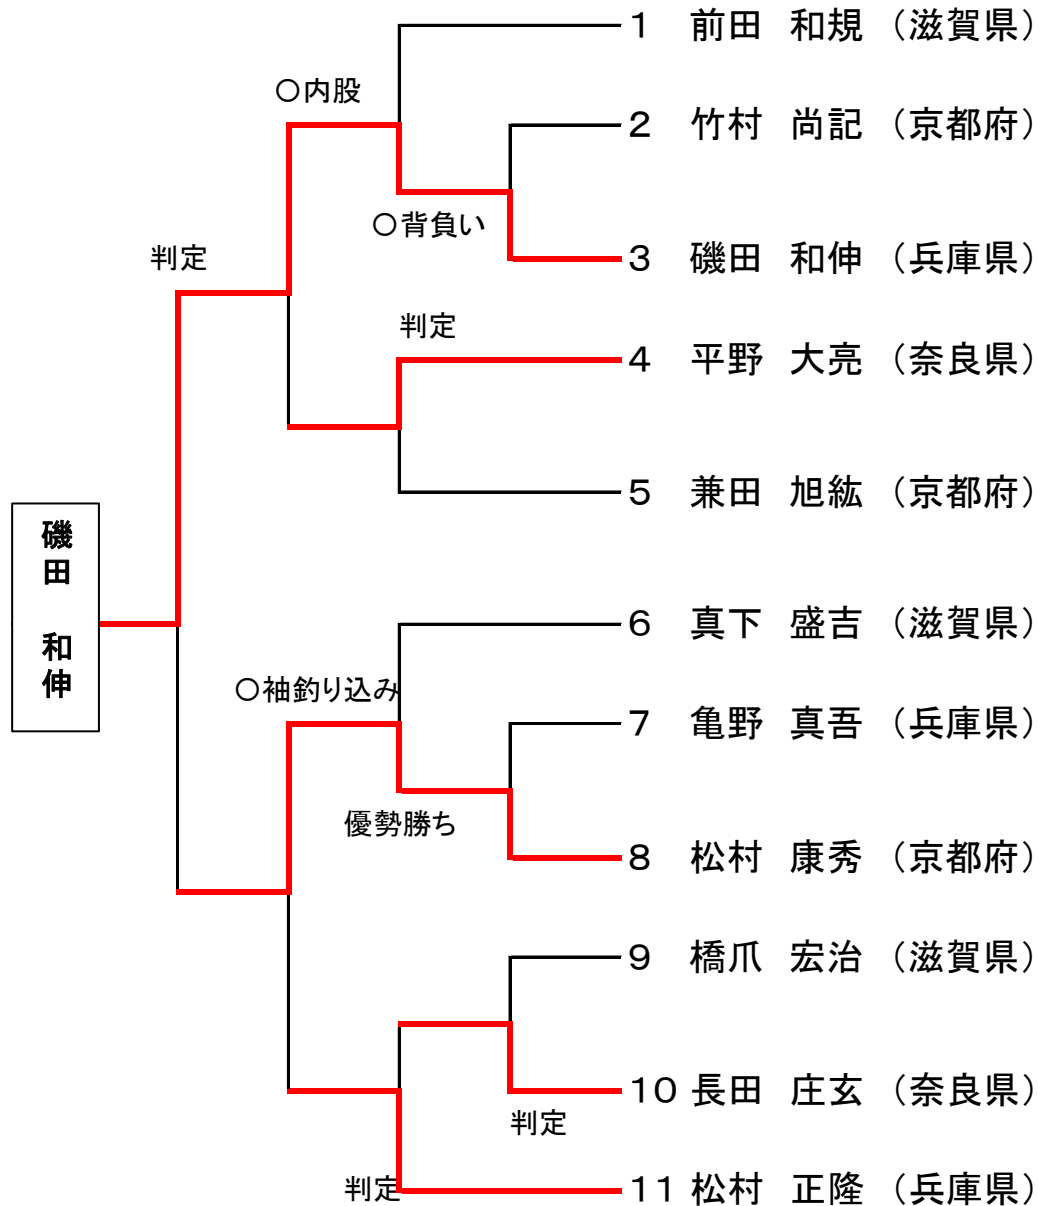 1 前田 和規 （滋賀県）
〇内股
2 竹村 尚記 （京都府）
〇背負い
判定
3 磯田 和伸 （兵庫県）
判定
4 平野 大亮 （奈良県）
5 兼田 旭紘 （京都府）
磯田 和伸
6 真下 盛吉 （滋賀県）
〇袖釣り込み
7 亀野 真吾 （兵庫県）
優勢勝ち
8 松村 康秀 （京都府）
9 橋爪 宏治 （滋賀県）
10 長田 庄玄 （奈良県）
判定
判定
11 松村 正隆 （兵庫県）